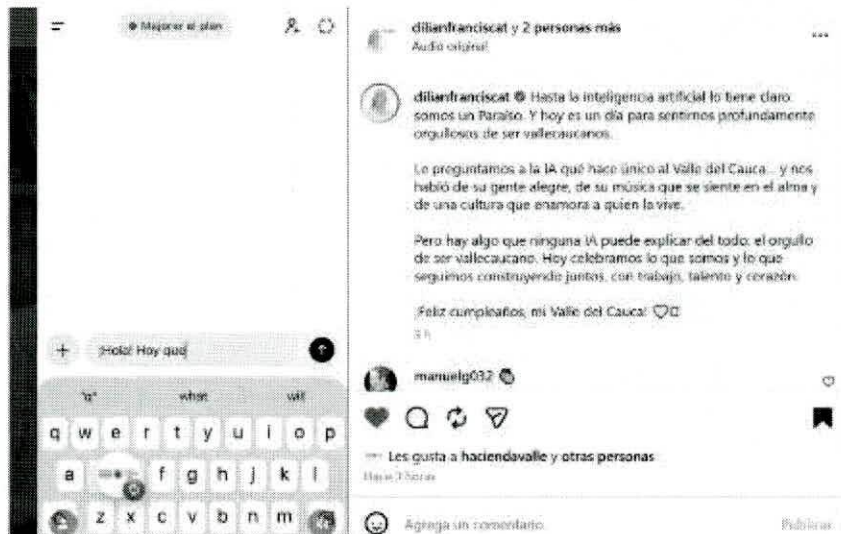 Mejorar el plan
¡Hola! Hoy que
"q" what will
q w e r t y u i o p
a f g h j k l
z x c v b n m
dilianfranciscat y 2 personas más
Audio original
dilianfranciscat Hasta la inteligencia artificial lo tiene claro:
somos un Paraíso. Y hoy es un día para sentirnos profundamente
orgullosos de ser vallecaucanos.
Le preguntamos a la IA qué hace único al Valle del Cauca... y nos
habló de su gente alegre, de su música que se siente en el alma y
de una cultura que enamora a quien la vive.
Pero hay algo que ninguna IA puede explicar del todo: el orgullo
de ser vallecaucano. Hoy celebramos lo que somos y lo que
seguimos construyendo juntos, con trabajo, talento y corazón.
¡Feliz cumpleaños, mi Valle del Cauca!
3 h
manuelg032
Les gusta a haciendavalle y otras personas
Hace 3 horas
Agrega un comentario
Publicar